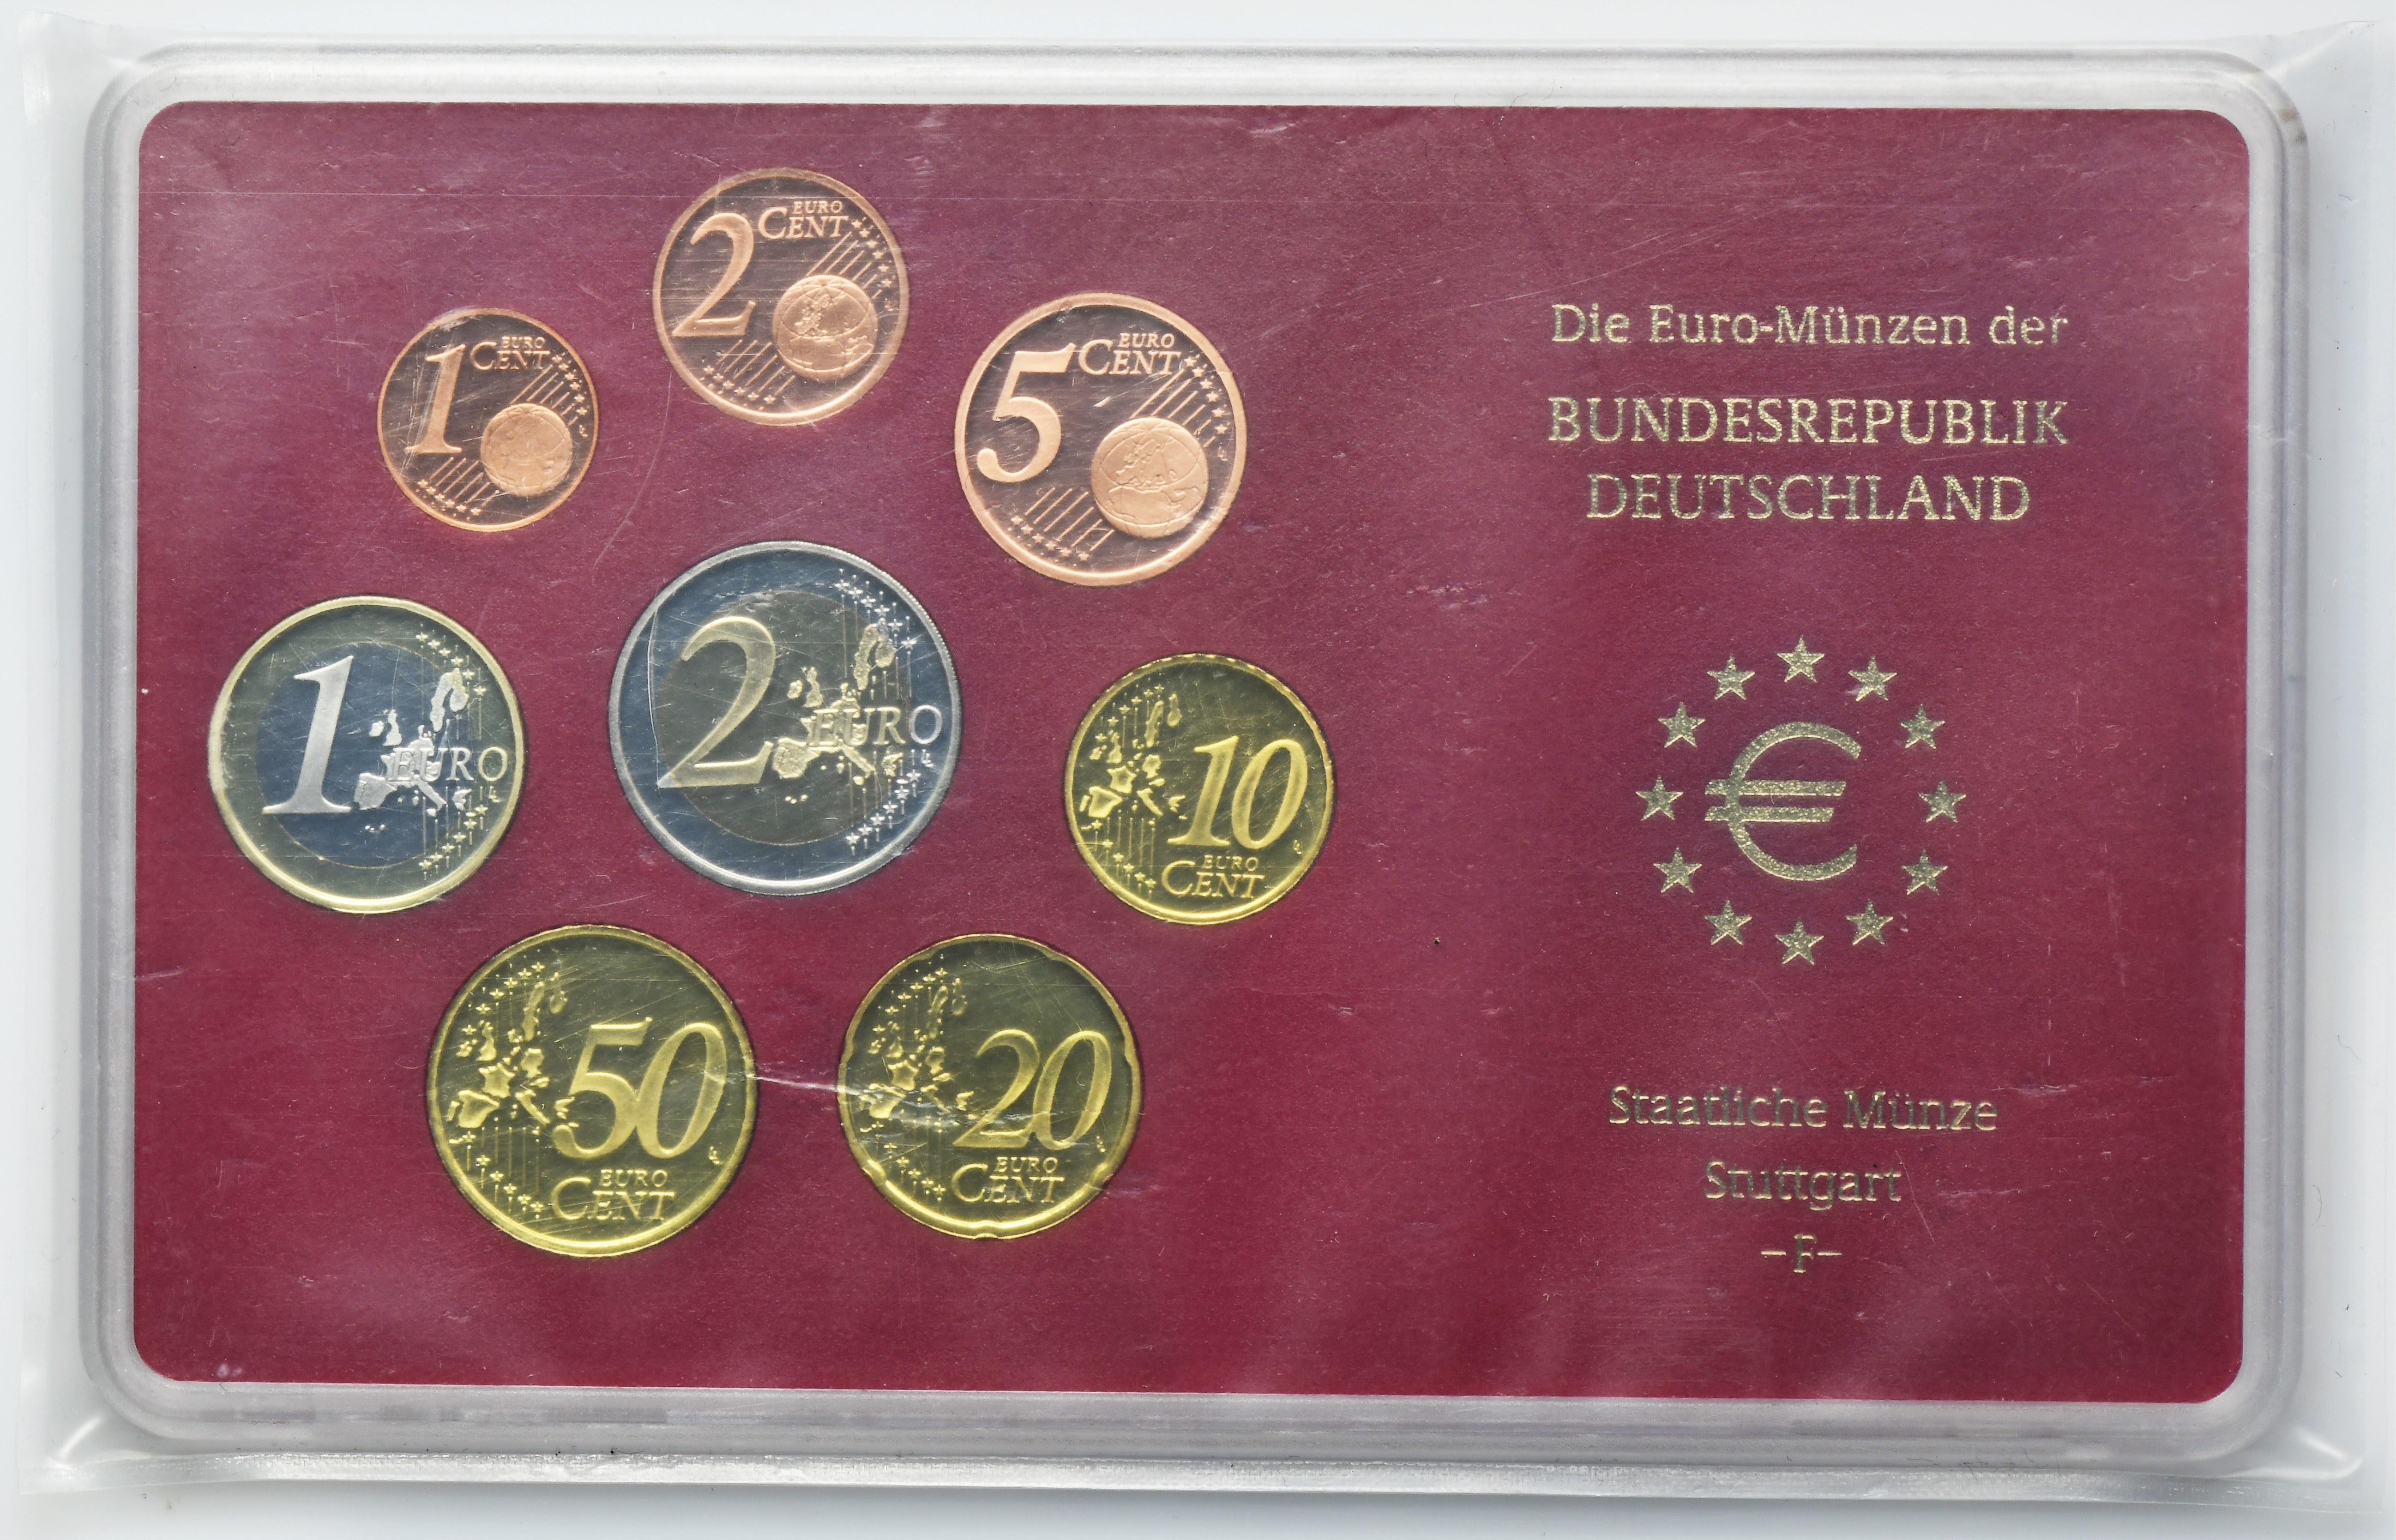 2 EURO CENT
1 EURO CENT
5 EURO CENT
1 EURO
2 EURO
10 EURO CENT
50 EURO CENT
20 EURO CENT
Die Euro-Münzen der
BUNDESREPUBLIK
DEUTSCHLAND
€
Staatliche Münze
Stuttgart
–F–